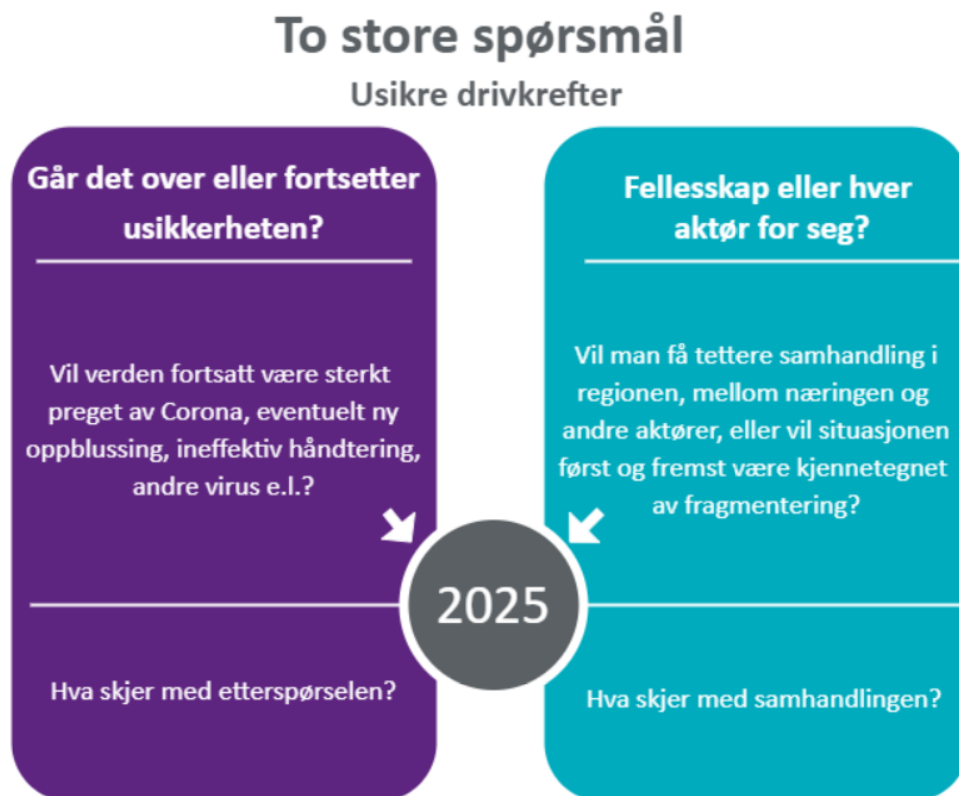 To store spørsmål
Usikre drivkrefter
Går det over eller fortsetter
usikkerheten?
Vil verden fortsatt være sterkt
preget av Corona, eventuelt ny
oppblussing, ineffektiv håndtering,
andre virus e.l.?
Hva skjer med etterspørselen?
Fellesskap eller hver
aktør for seg?
Vil man få tettere samhandling i
regionen, mellom næringen og
andre aktører, eller vil situasjonen
først og fremst være kjennetegnet
av fragmentering?
Hva skjer med samhandlingen?
2025